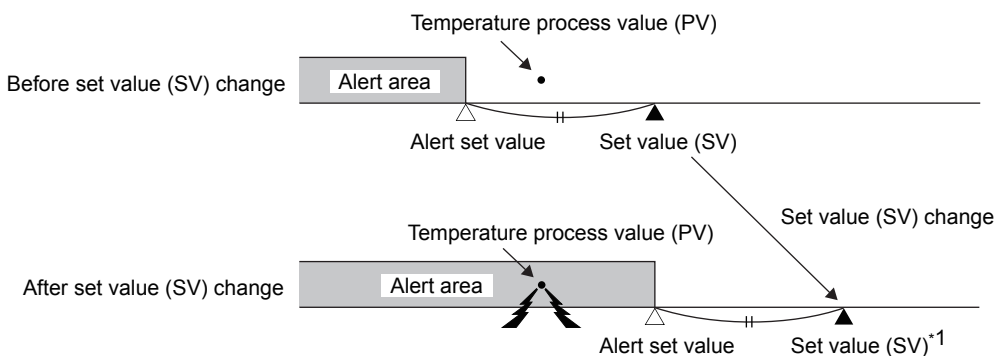 Temperature process value (PV)
Before set value (SV) change
Alert area
Alert set value
Set value (SV)
Set value (SV) change
Temperature process value (PV)
After set value (SV) change
Alert area
Alert set value
Set value (SV)*1